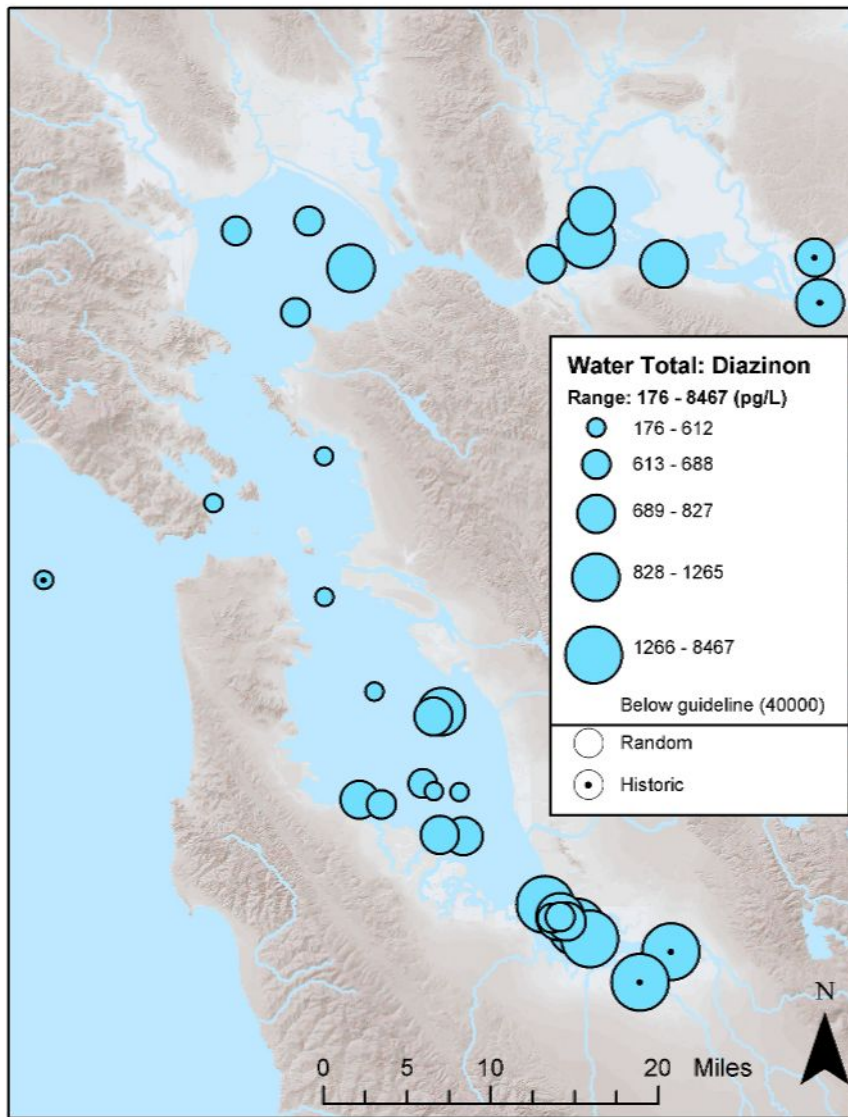 Water Total: Diazinon
Range: 176 - 8467 (pg/L)
176 - 612
613 - 688
689 - 827
828 - 1265
1266 - 8467
Below guideline (40000)
Random
Historic
N
0 5 10 20 Miles